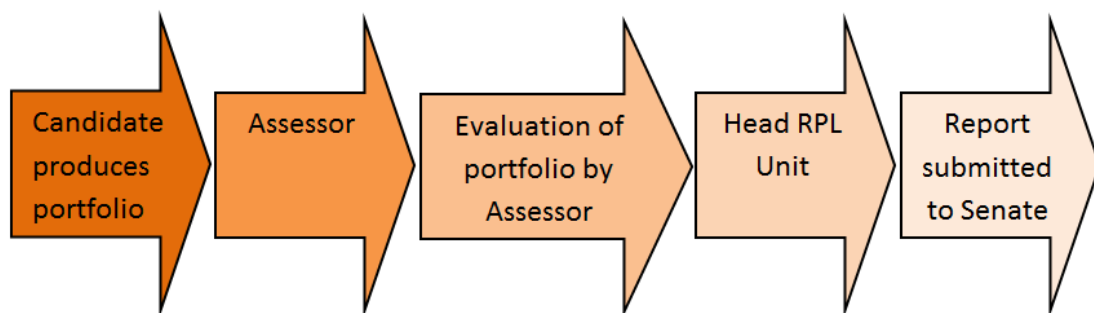 Candidate
produces
portfolio
Assessor
Evaluation of
portfolio by
Assessor
Head RPL
Unit
Report
submitted
to Senate